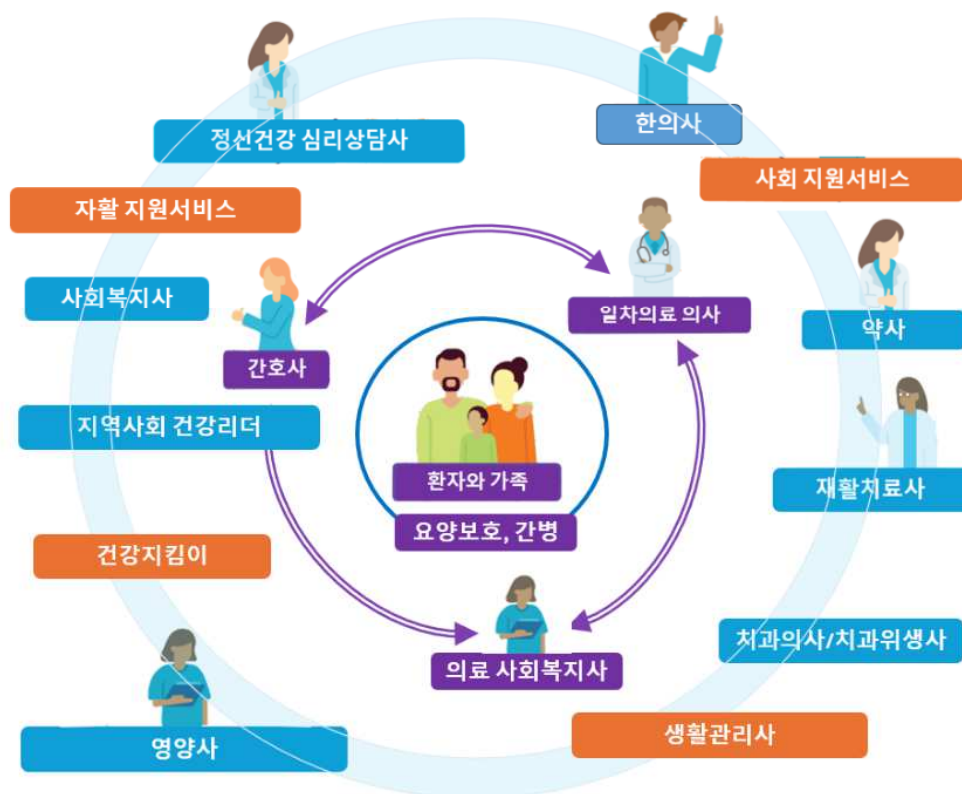 정신건강 심리상담사
한의사
사회 지원서비스
자활 지원서비스
사회복지사
일차의료 의사
약사
간호사
지역사회 건강리더
환자와 가족
재활치료사
요양보호, 간병
건강지킴이
치과의사/치과위생사
의료 사회복지사
생활관리사
영양사